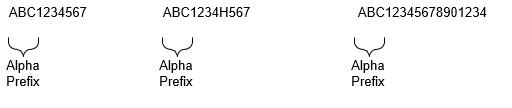 ABC1234567 ABC1234H567 ABC12345678901234
Alpha Alpha Alpha
Prefix Prefix Prefix